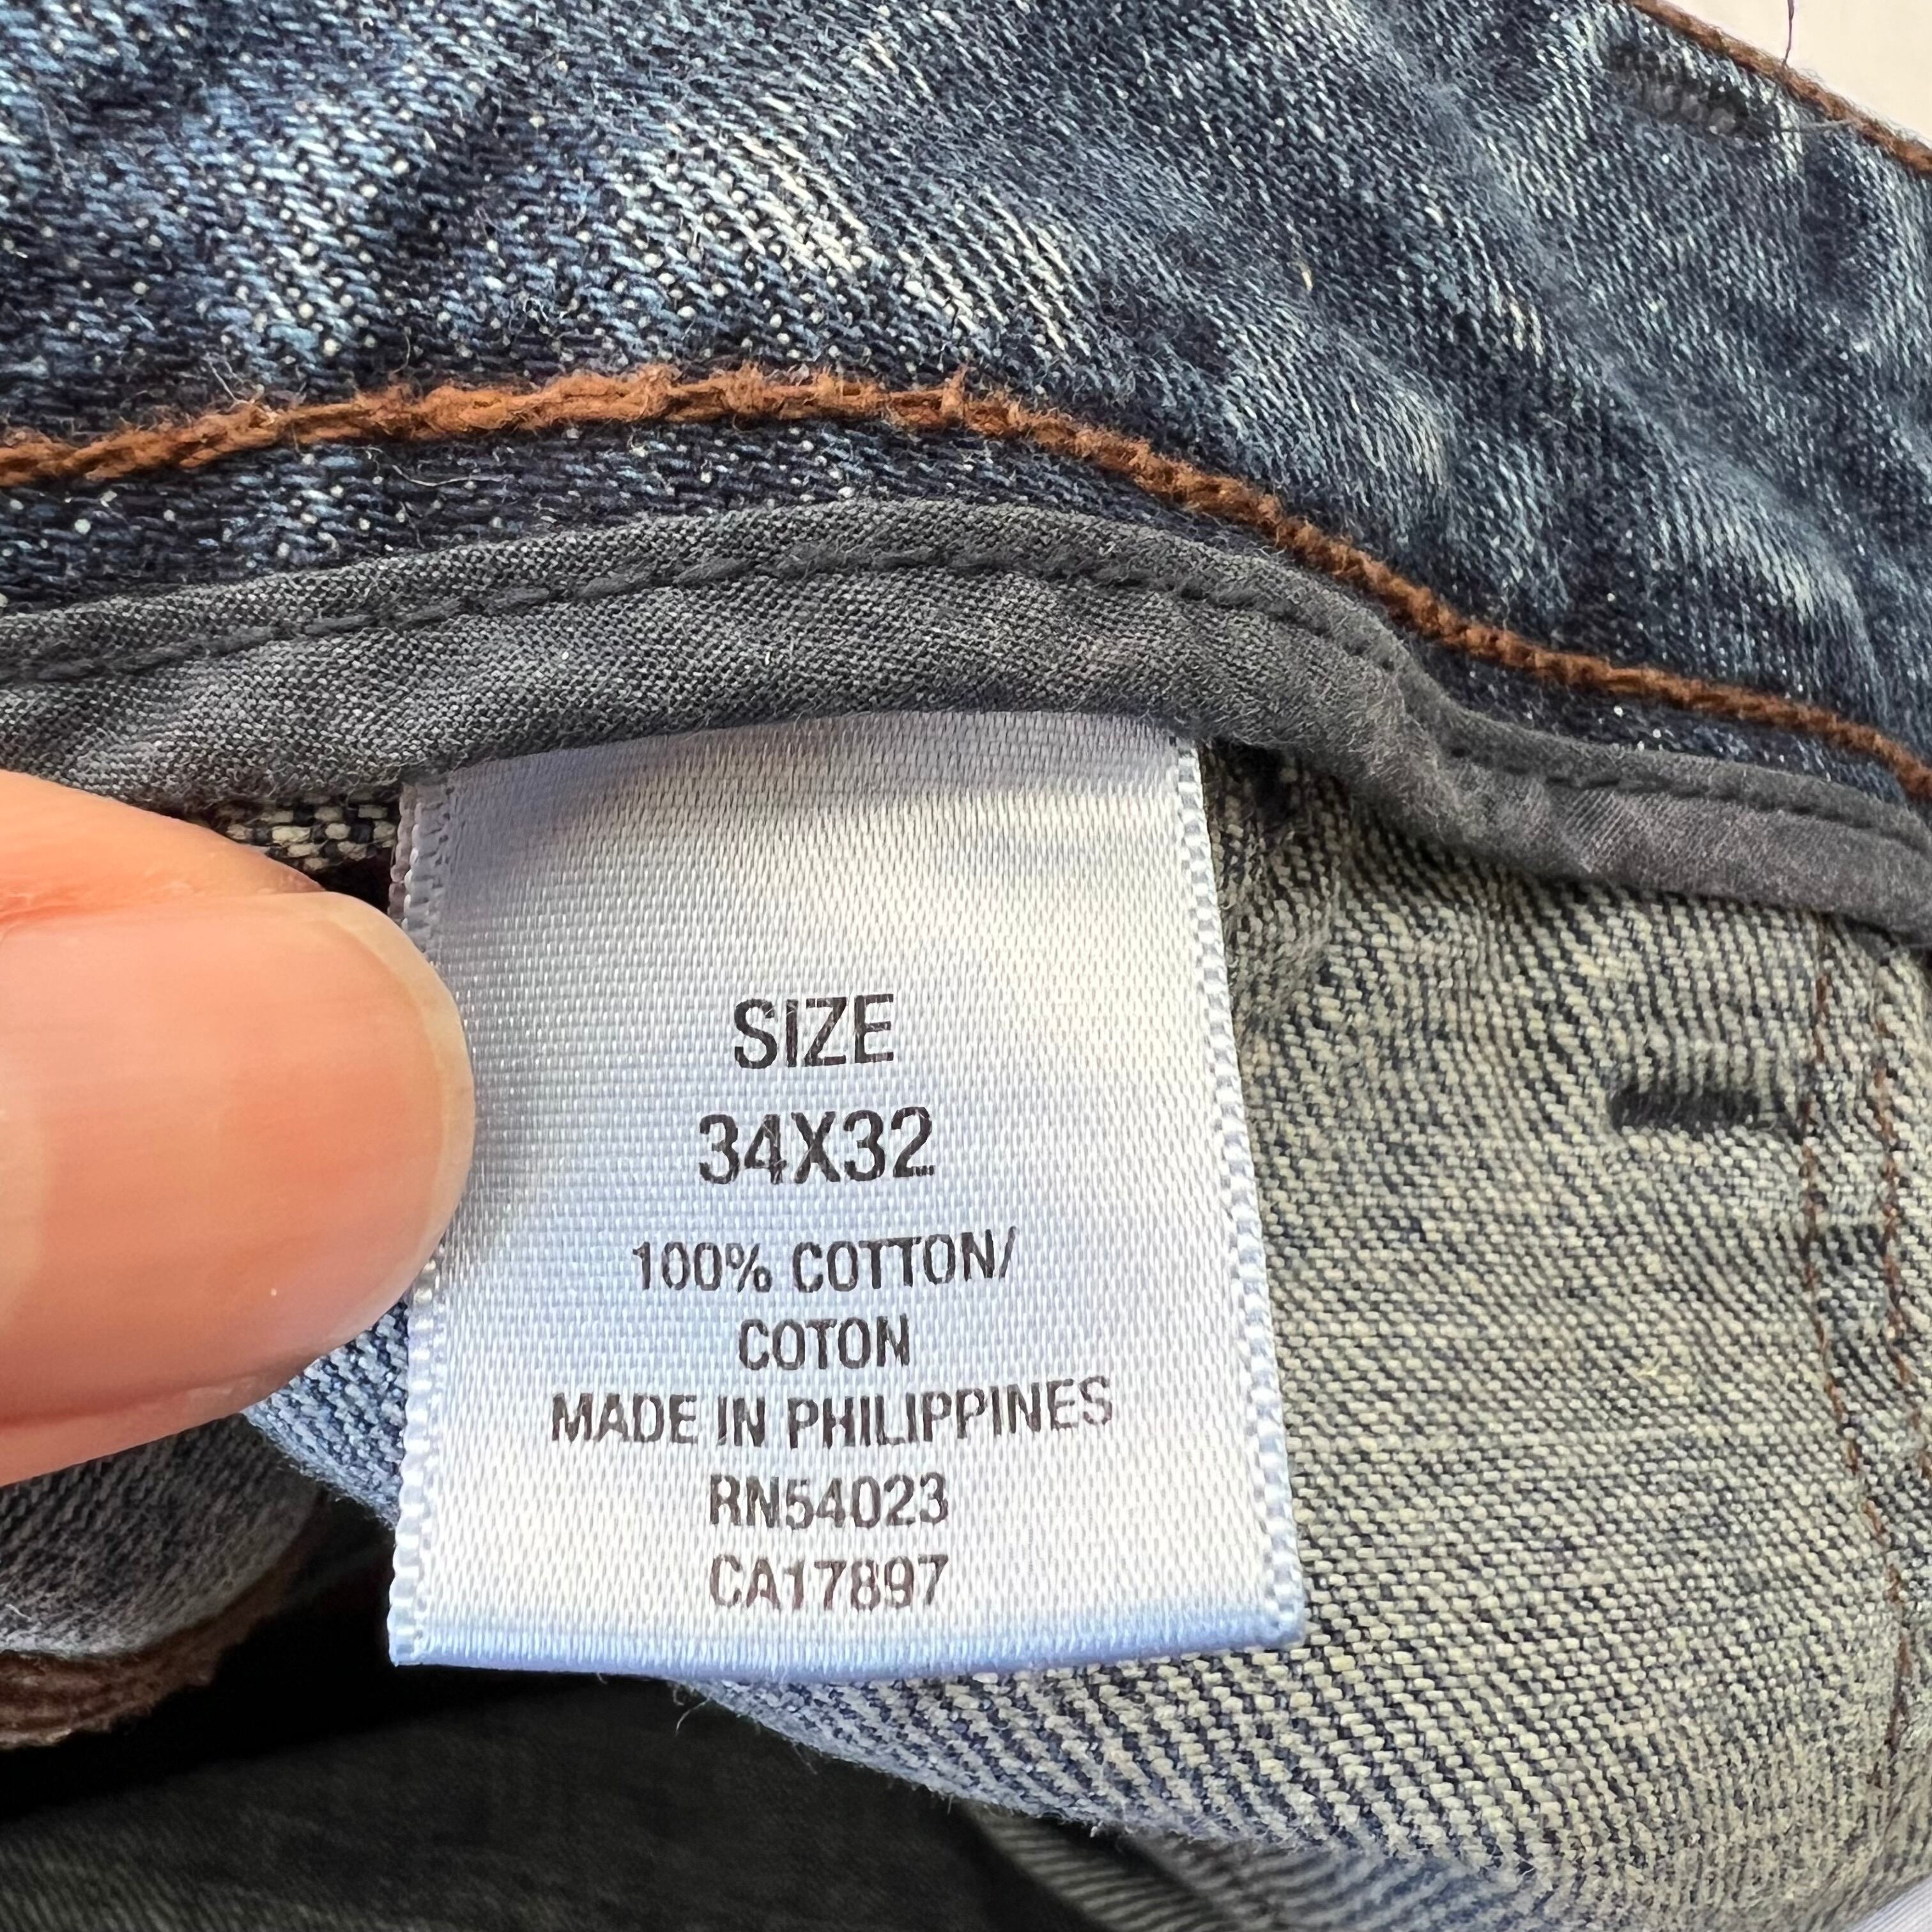 SIZE
34X32
100% COTTON/
COTON
MADE IN PHILIPPINES
RN54023
CA17897